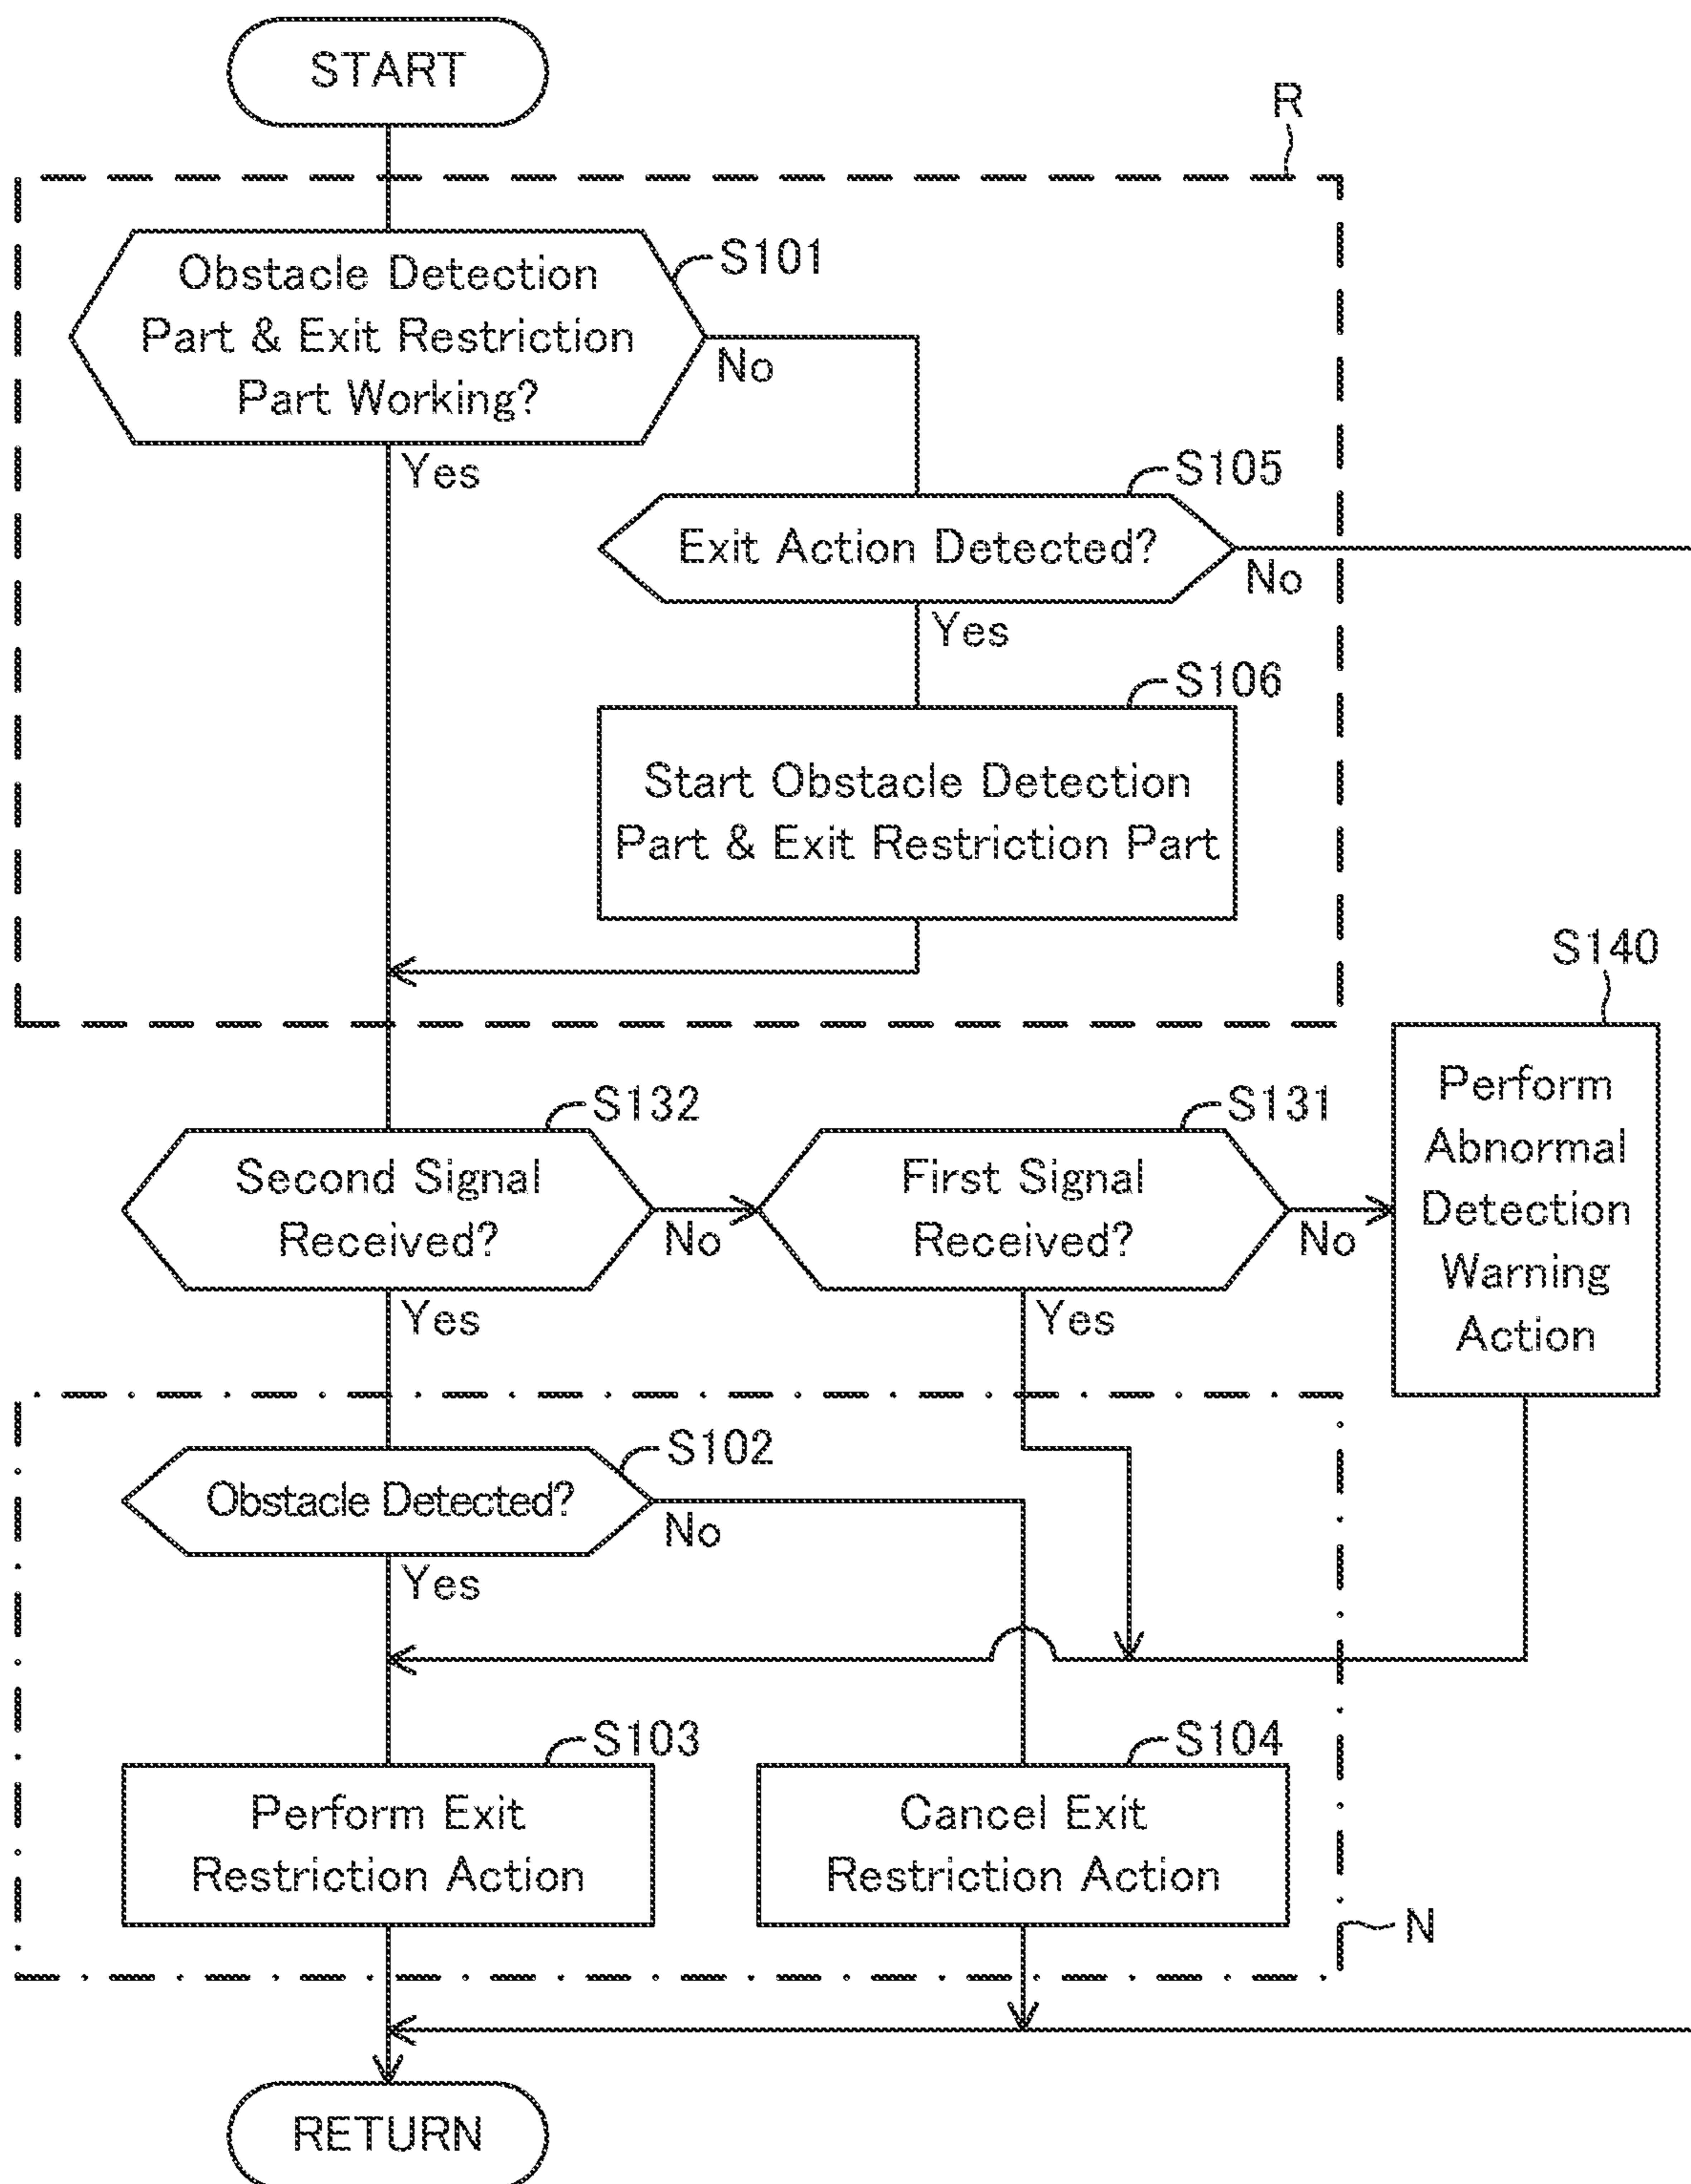 START
R
S101
Obstacle Detection
Part & Exit Restriction
Part Working?
No
Yes
S105
Exit Action Detected?
No
Yes
S106
Start Obstacle Detection
Part & Exit Restriction Part
S140
Perform
Abnormal
Detection
Warning
Action
S132
Second Signal
Received?
No
Yes
S131
First Signal
Received?
No
Yes
S102
Obstacle Detected?
No
Yes
S103
Perform Exit
Restriction Action
S104
Cancel Exit
Restriction Action
N
RETURN